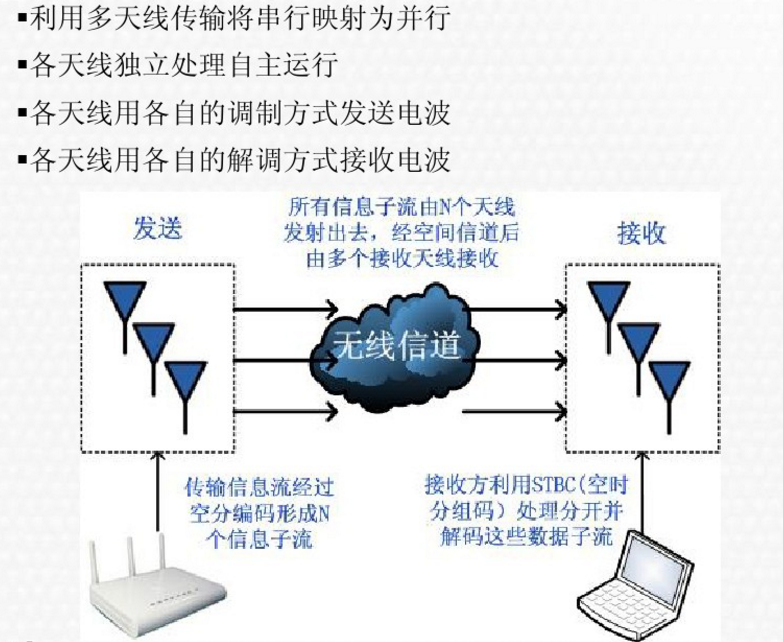 ▪利用多天线传输将串行映射为并行
▪各天线独立处理自主运行
▪各天线用各自的调制方式发送电波
▪各天线用各自的解调方式接收电波
发送
所有信息子流由N个天线
发射出去，经空间信道后
由多个接收天线接收
接收
无线信道
传输信息流经过
空分编码形成N
个信息子流
接收方利用STBC(空时
分组码）处理分开并
解码这些数据子流